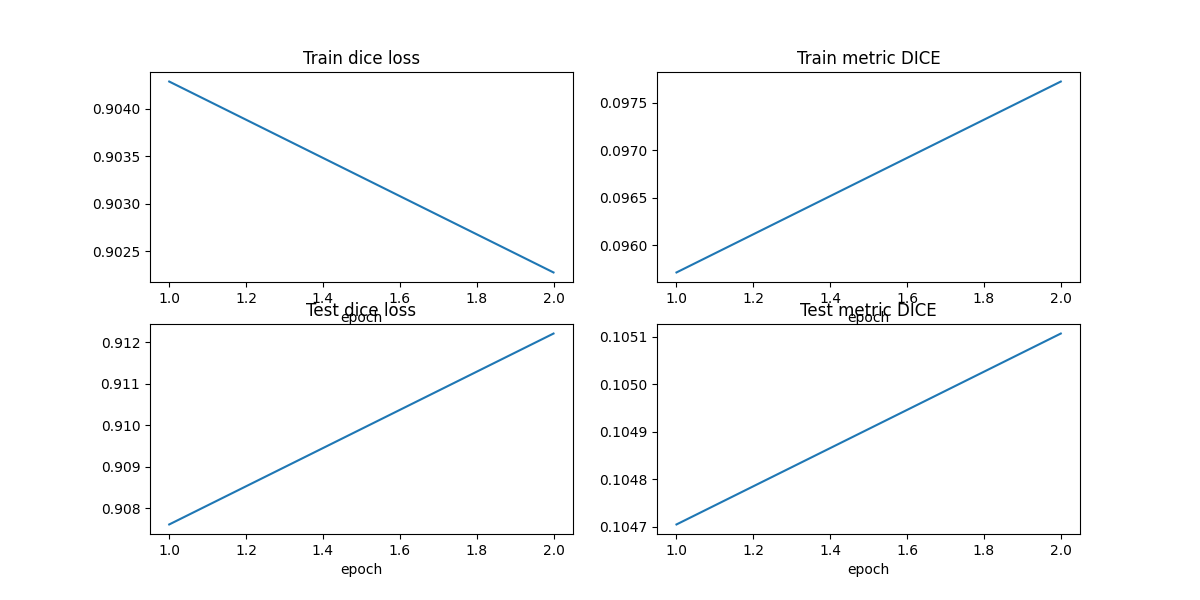 Train dice loss
0.9040
0.9035
0.9030
0.9025
1.0 1.2 1.4 1.6 1.8 2.0
epoch
Train metric DICE
0.0975
0.0970
0.0965
0.0960
1.0 1.2 1.4 1.6 1.8 2.0
epoch
Test dice loss
0.912
0.911
0.910
0.909
0.908
1.0 1.2 1.4 1.6 1.8 2.0
epoch
Test metric DICE
0.1051
0.1050
0.1049
0.1048
0.1047
1.0 1.2 1.4 1.6 1.8 2.0
epoch